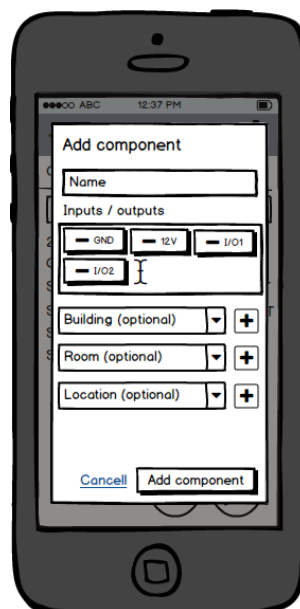 ABC 12:37 PM
Add component
Name
Inputs / outputs
GND 12V I/O1
I/O2
Building (optional)
Room (optional)
Location (optional)
Cancell Add component